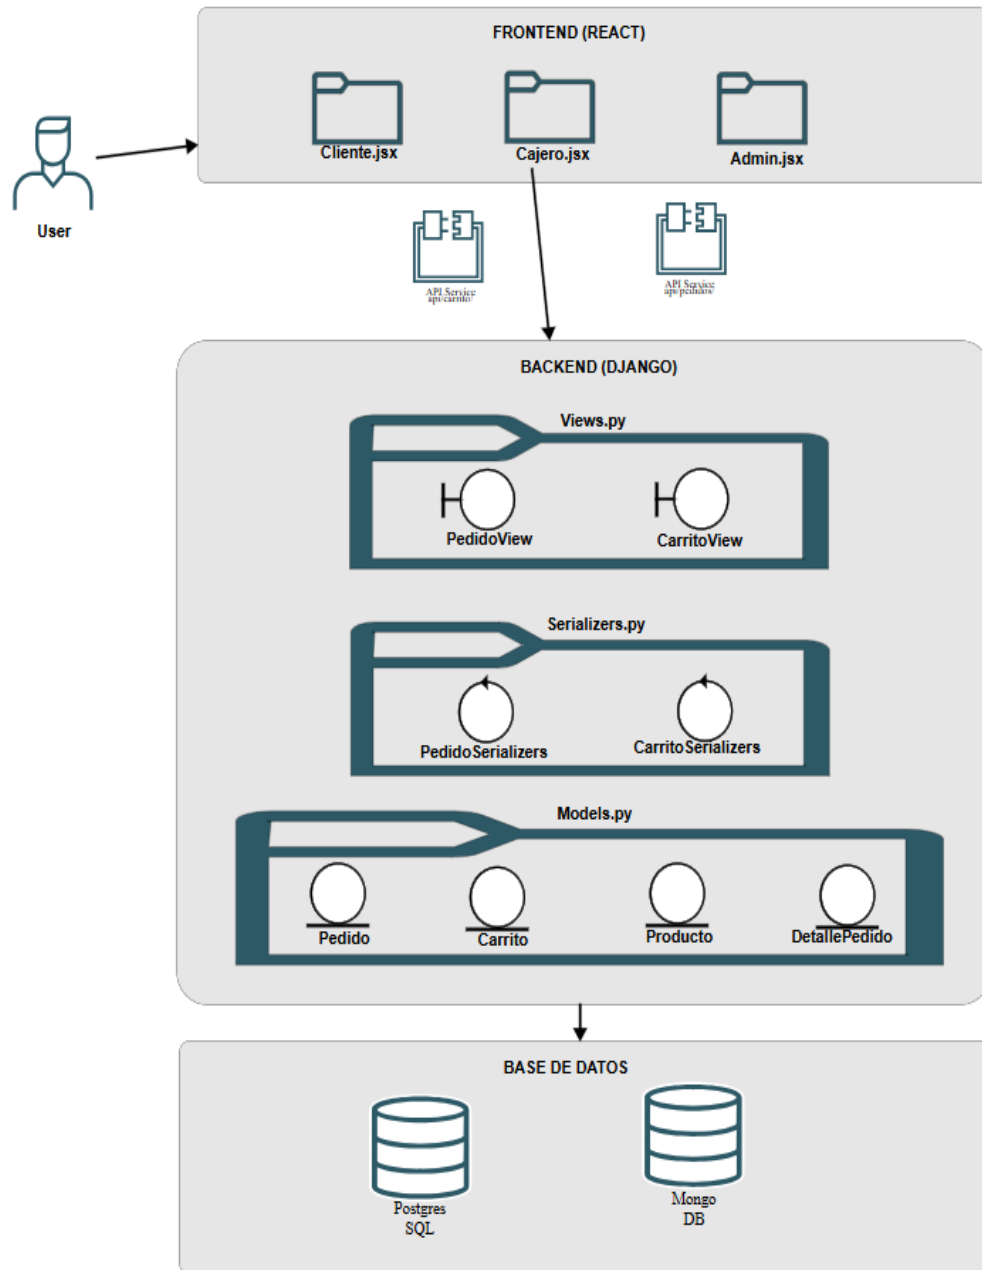 FRONTEND (REACT)
Cliente.jsx
Cajero.jsx
Admin.jsx
User
API Service
api/carrito/
API Service
api/pedidos/
BACKEND (DJANGO)
Views.py
PedidoView
CarritoView
Serializers.py
PedidoSerializers
CarritoSerializers
Models.py
Pedido
Carrito
Producto
DetallePedido
BASE DE DATOS
Postgres
SQL
Mongo
DB